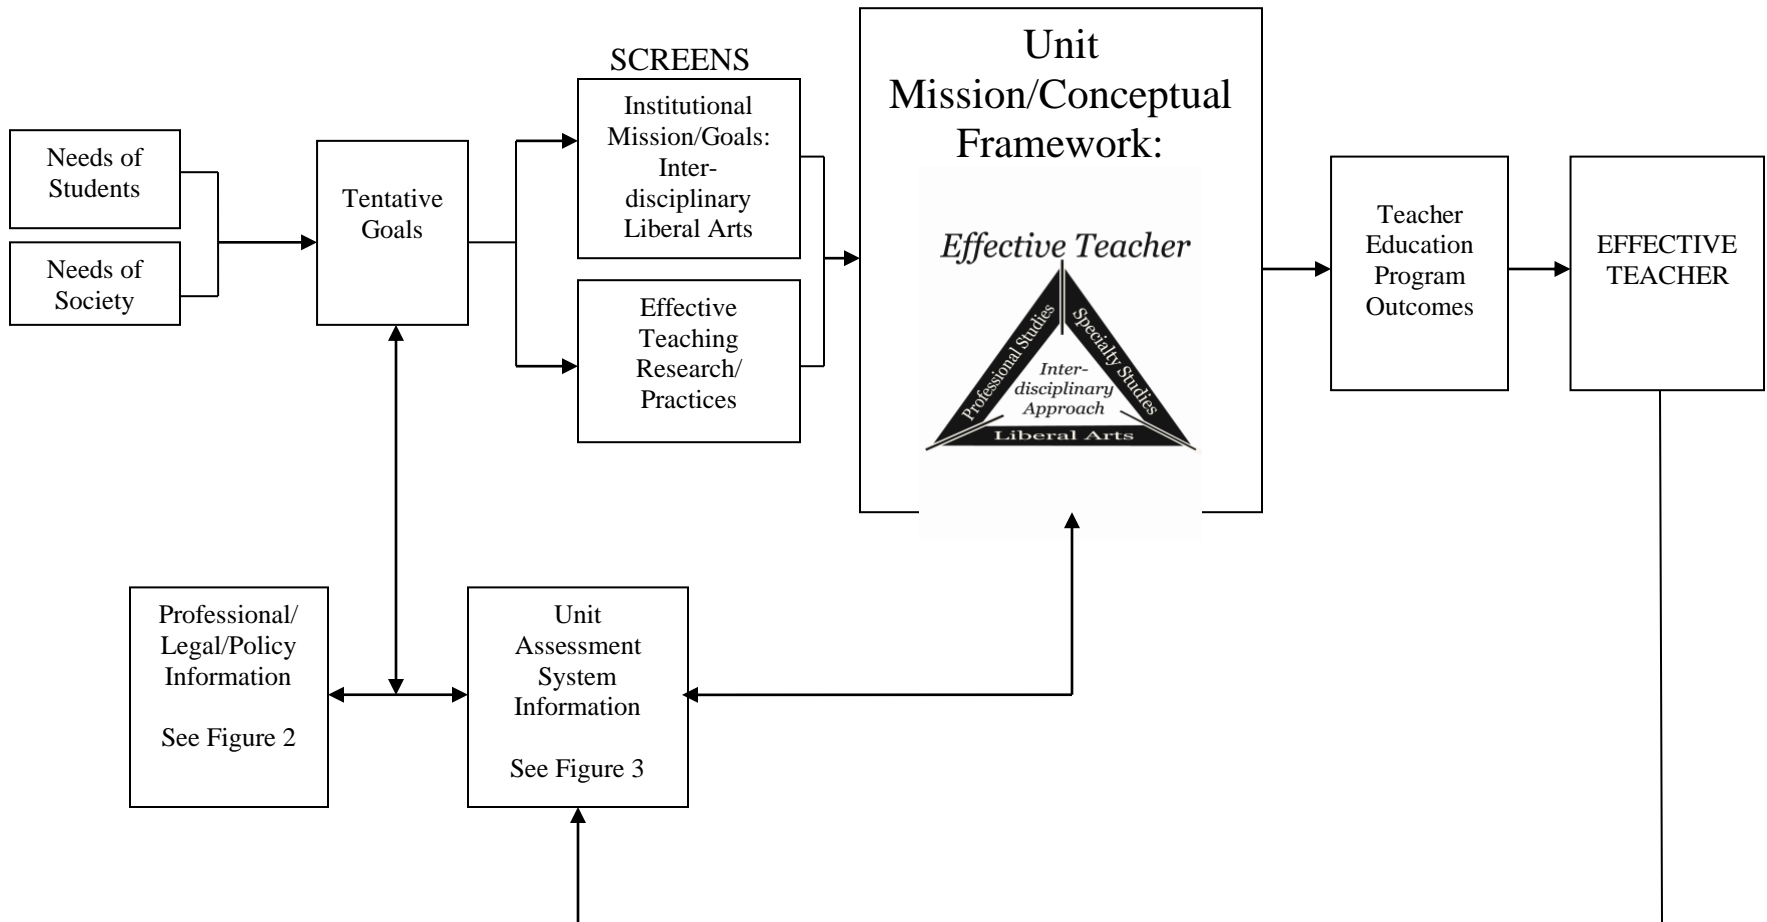 Needs of
Students
Needs of
Society
Tentative
Goals
SCREENS
Institutional
Mission/Goals:
Inter-
disciplinary
Liberal Arts
Effective
Teaching
Research/
Practices
Unit
Mission/Conceptual
Framework:
Effective Teacher
Professional Studies
Specialty Studies
Inter-
disciplinary
Approach
Liberal Arts
Teacher
Education
Program
Outcomes
EFFECTIVE
TEACHER
Professional/
Legal/Policy
Information
See Figure 2
Unit
Assessment
System
Information
See Figure 3